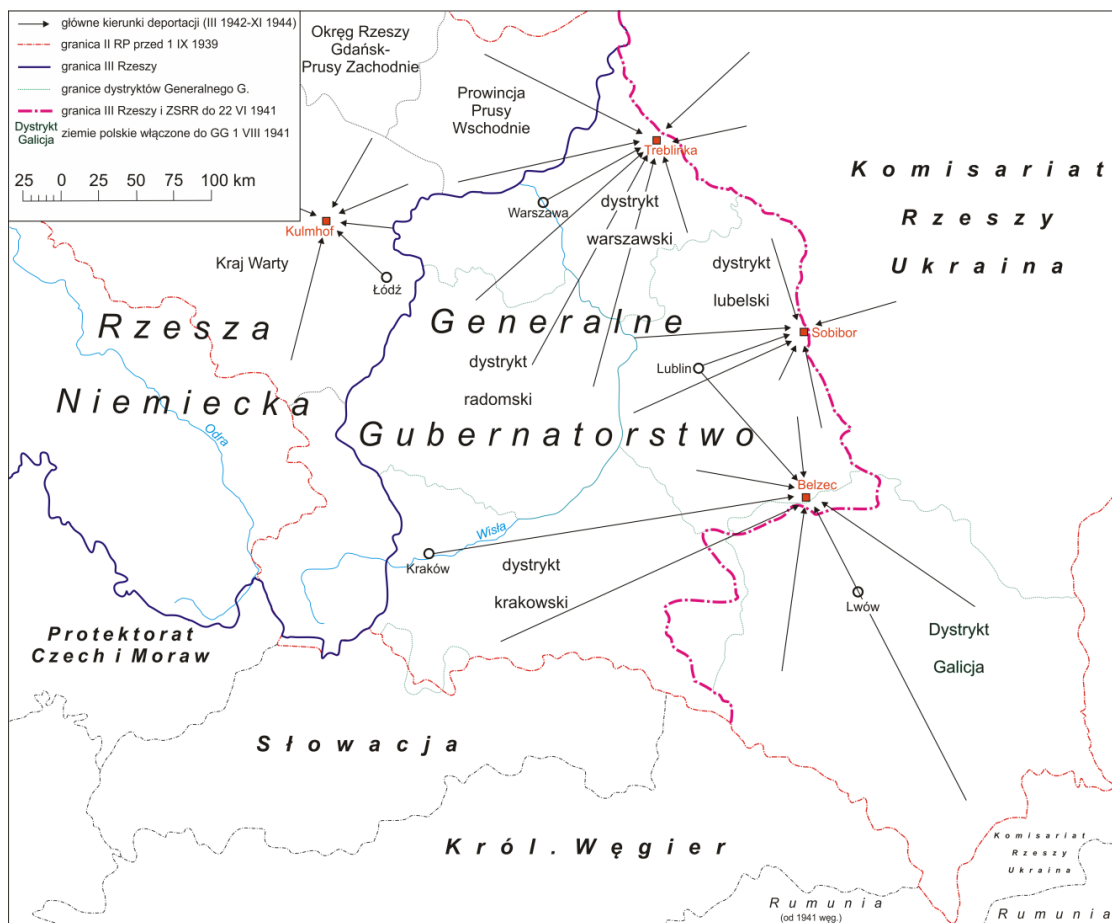 główne kierunki deportacji (III 1942-XI 1944)
granica II RP przed 1 IX 1939
granica III Rzeszy
granice dystryktów Generalnego G.
granica III Rzeszy i ZSRR do 22 VI 1941
Dystrykt
Galicja
ziemie polskie włączone do GG 1 VIII 1941
25 0 25 50 75 100 km
Okręg Rzeszy
Gdańsk-
Prusy Zachodnie
Prowincja
Prusy
Wschodnie
Treblinka
Komisariat
Rzeszy
Ukraina
Warszawa
dystrykt
warszawski
Kulmhof
Kraj Warty
Łódź
dystrykt
lubelski
Rzesza
Niemiecka
Generalne
Gubernatorstwo
Sobibor
dystrykt
radomski
Lublin
Odra
Belzec
Wisła
Kraków
dystrykt
krakowski
Lwów
Dystrykt
Galicja
Protektorat
Czech i Moraw
Słowacja
Król. Węgier
Komisariat
Rzeszy
Ukraina
Rumunia
(od 1941 węg.)
Rumunia